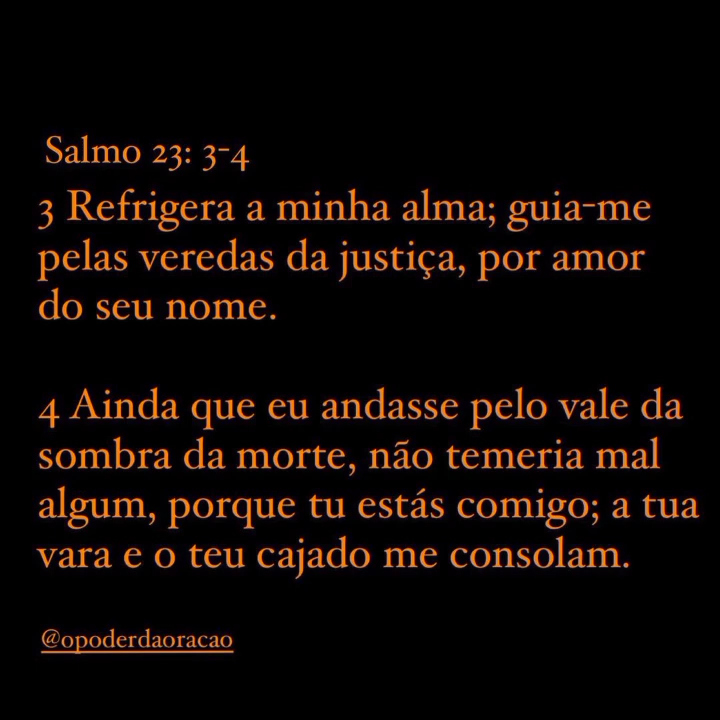 Salmo 23: 3-4
3 Refrigera a minha alma; guia-me
pelas veredas da justiça, por amor
do seu nome.
4 Ainda que eu andasse pelo vale da
sombra da morte, não temeria mal
algum, porque tu estás comigo; a tua
vara e o teu cajado me consolam.
@opoderdaoracao